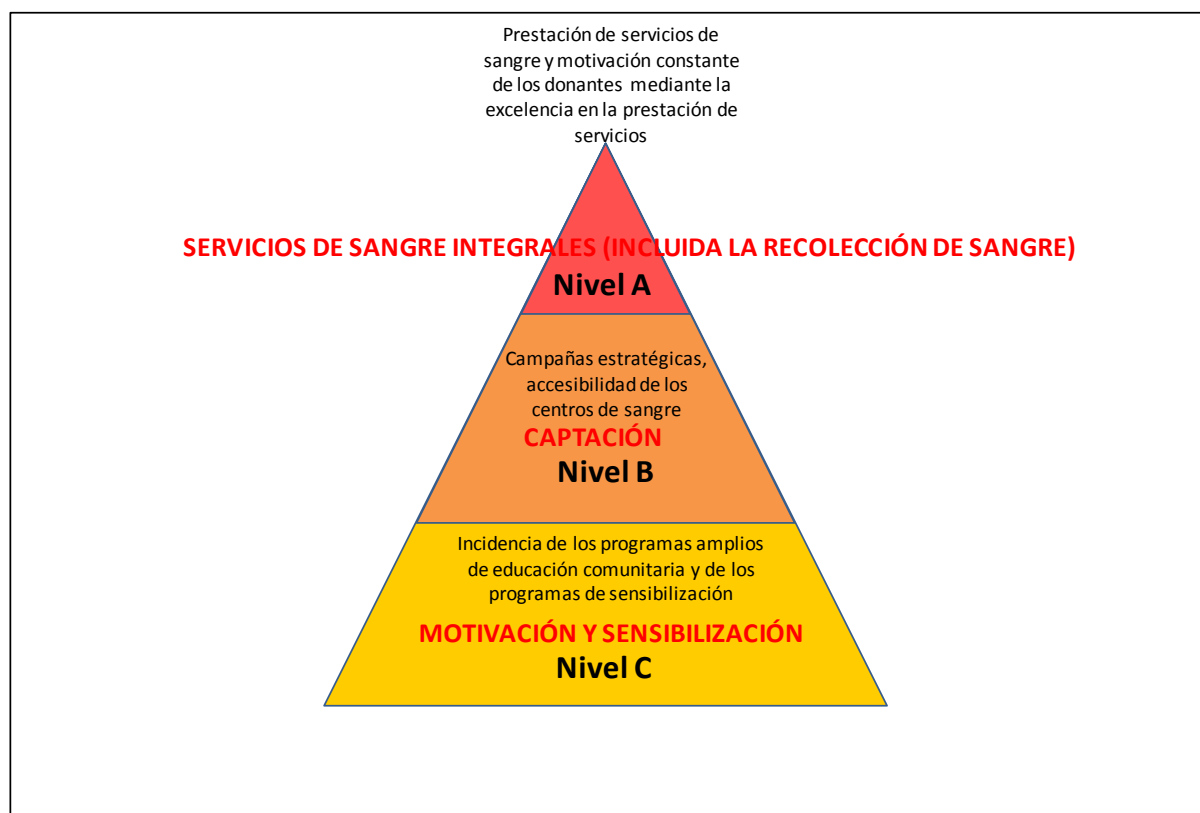 Prestación de servicios de
sangre y motivación constante
de los donantes mediante la
excelencia en la prestación de
servicios
SERVICIOS DE SANGRE INTEGRALES (INCLUIDA LA RECOLECCIÓN DE SANGRE)
Nivel A
Campañas estratégicas,
accesibilidad de los
centros de sangre
CAPTACIÓN
Nivel B
Incidencia de los programas amplios
de educación comunitaria y de los
programas de sensibilización
MOTIVACIÓN Y SENSIBILIZACIÓN
Nivel C